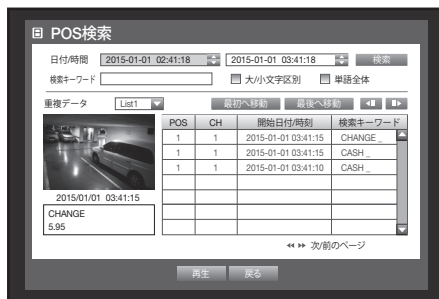 POS検索
日付/時間 2015-01-01 02:41:18 2015-01-01 03:41:18 検索
検索キーワード 大/小文字区別 単語全体
重複データ List1 最初へ移動 最後へ移動
POS CH 開始日付/時刻 検索キーワード
1 1 2015-01-01 03:41:15 CHANGE _
1 1 2015-01-01 03:41:15 CASH _
1 1 2015-01-01 03:41:10 CASH _
2015/01/01 03:41:15
CHANGE
5.95
次/前のページ
再生 戻る